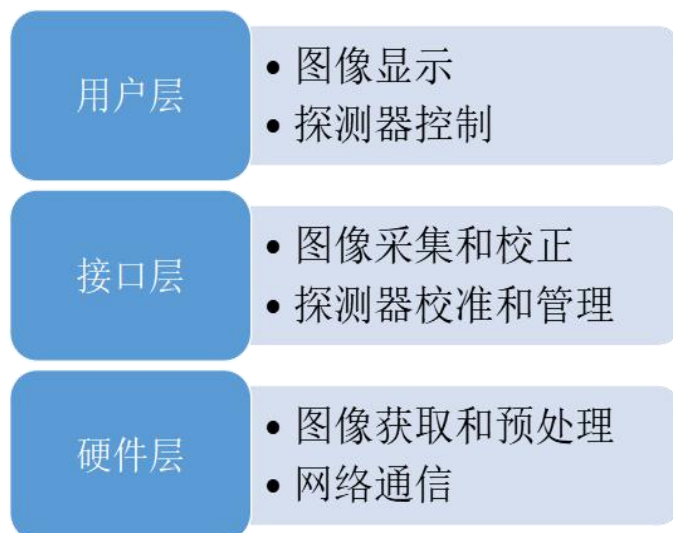 用户层
• 图像显示
• 探测器控制
接口层
• 图像采集和校正
• 探测器校准和管理
硬件层
• 图像获取和预处理
• 网络通信